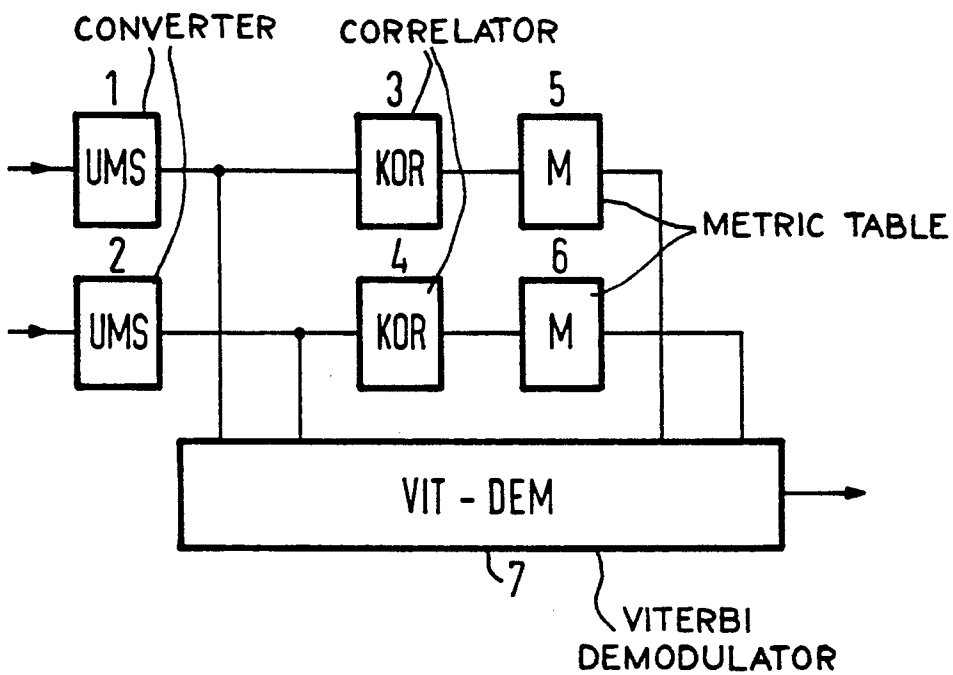 CONVERTER CORRELATOR
1 3 5
UMS KOR M
METRIC TABLE
2 4 6
UMS KOR M
VIT - DEM
7
VITERBI
DEMODULATOR